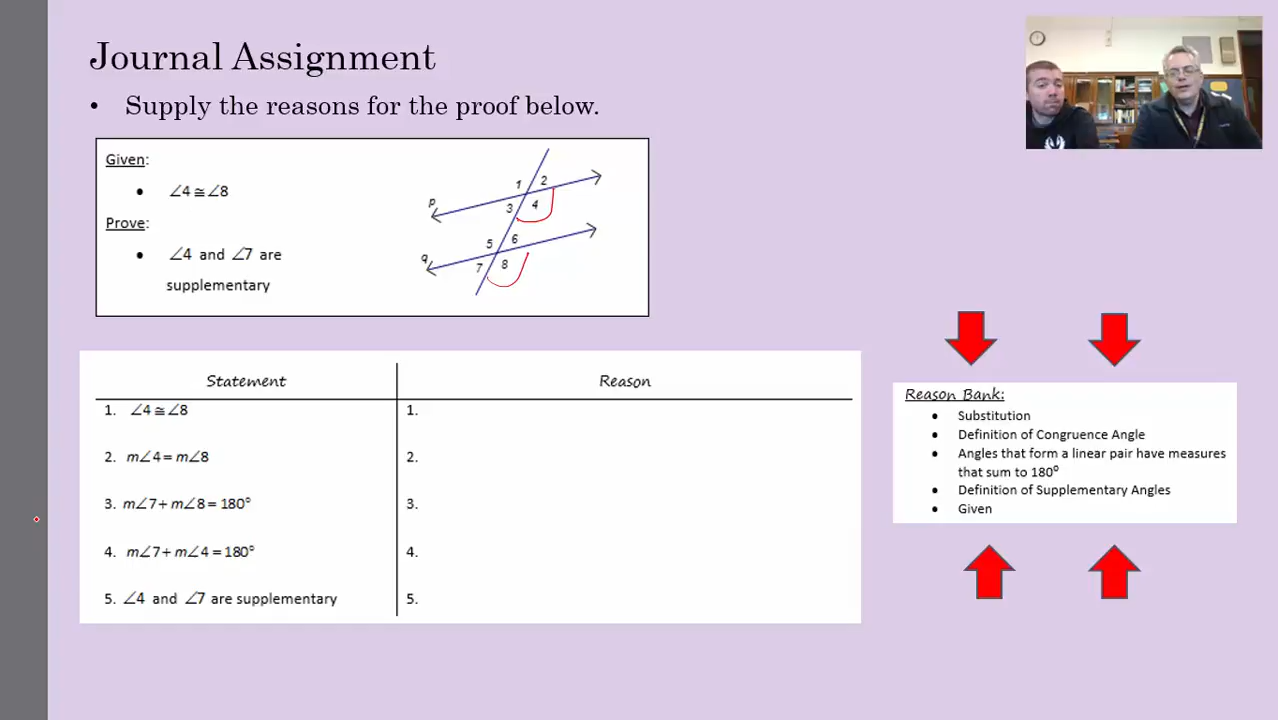 Journal Assignment
• Supply the reasons for the proof below.
Given:
• ∠4 ≅ ∠8
Prove:
• ∠4 and ∠7 are
supplementary
1 2
p 3 4
5 6
q 7 8
Statement Reason
1. ∠4 ≅ ∠8 1.
2. m∠4 = m∠8 2.
3. m∠7 + m∠8 = 180° 3.
4. m∠7 + m∠4 = 180° 4.
5. ∠4 and ∠7 are supplementary 5.
Reason Bank:
• Substitution
• Definition of Congruence Angle
• Angles that form a linear pair have measures
that sum to 180°
• Definition of Supplementary Angles
• Given